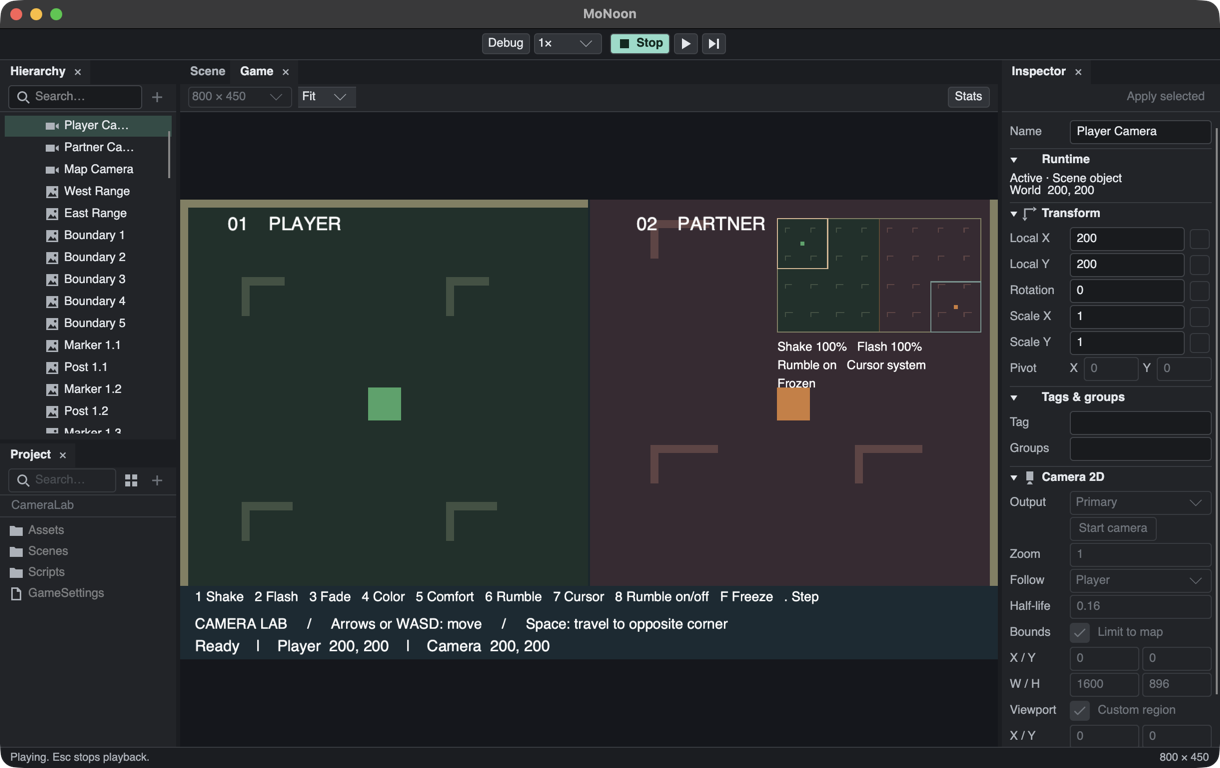 MoNoon
Debug 1× Stop
Hierarchy ×
Search...
Player Ca...
Partner Ca...
Map Camera
West Range
East Range
Boundary 1
Boundary 2
Boundary 3
Boundary 4
Boundary 5
Marker 1.1
Post 1.1
Marker 1.2
Post 1.2
Marker 1.3
Project ×
Search...
CameraLab
Assets
Scenes
Scripts
GameSettings
Scene Game ×
800 × 450 Fit Stats
01 PLAYER
02 PARTNER
Shake 100% Flash 100%
Rumble on Cursor system
Frozen
1 Shake 2 Flash 3 Fade 4 Color 5 Comfort 6 Rumble 7 Cursor 8 Rumble on/off F Freeze . Step
CAMERA LAB / Arrows or WASD: move / Space: travel to opposite corner
Ready | Player 200, 200 | Camera 200, 200
Inspector ×
Apply selected
Name Player Camera
Runtime
Active · Scene object
World 200, 200
Transform
Local X 200
Local Y 200
Rotation 0
Scale X 1
Scale Y 1
Pivot X 0 Y 0
Tags & groups
Tag
Groups
Camera 2D
Output Primary
Start camera
Zoom 1
Follow Player
Half-life 0.16
Bounds Limit to map
X / Y 0 0
W / H 1600 896
Viewport Custom region
X / Y 0 0
Playing. Esc stops playback.
800 × 450